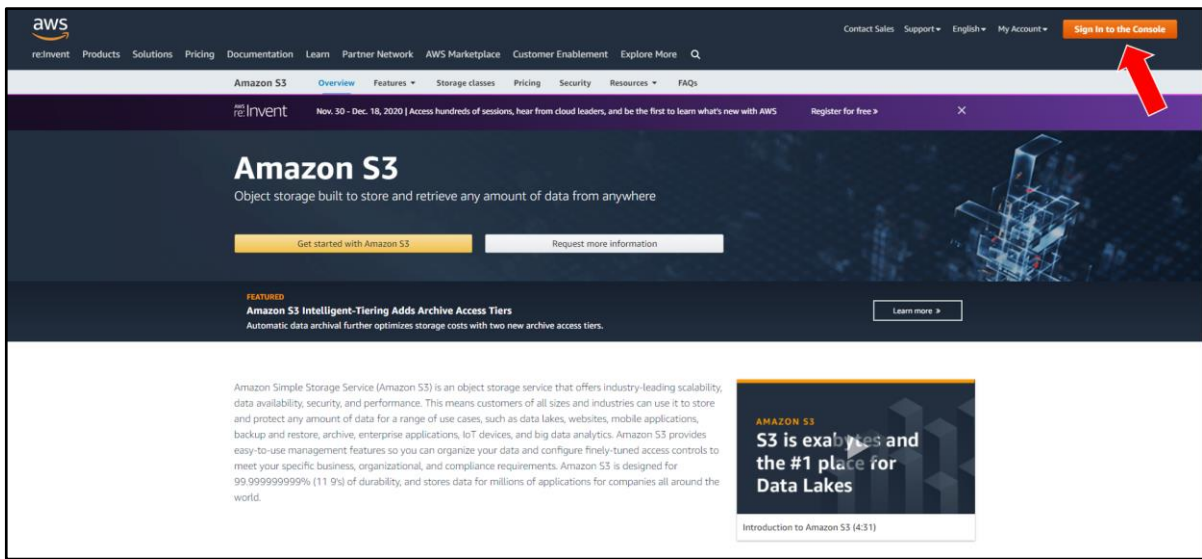 aws
Contact Sales Support English My Account Sign In to the Console
re:Invent Products Solutions Pricing Documentation Learn Partner Network AWS Marketplace Customer Enablement Explore More
Amazon S3 Overview Features Storage classes Pricing Security Resources FAQs
AWS re:Invent Nov. 30 - Dec. 18, 2020 | Access hundreds of sessions, hear from cloud leaders, and be the first to learn what's new with AWS Register for free »
Amazon S3
Object storage built to store and retrieve any amount of data from anywhere
Get started with Amazon S3 Request more information
FEATURED
Amazon S3 Intelligent-Tiering Adds Archive Access Tiers
Automatic data archival further optimizes storage costs with two new archive access tiers.
Learn more »
Amazon Simple Storage Service (Amazon S3) is an object storage service that offers industry-leading scalability,
data availability, security, and performance. This means customers of all sizes and industries can use it to store
and protect any amount of data for a range of use cases, such as data lakes, websites, mobile applications,
backup and restore, archive, enterprise applications, IoT devices, and big data analytics. Amazon S3 provides
easy-to-use management features so you can organize your data and configure finely-tuned access controls to
meet your specific business, organizational, and compliance requirements. Amazon S3 is designed for
99.999999999% (11 9's) of durability, and stores data for millions of applications for companies all around the
world.
AMAZON S3
S3 is exabytes and
the #1 place for
Data Lakes
Introduction to Amazon S3 (4:31)